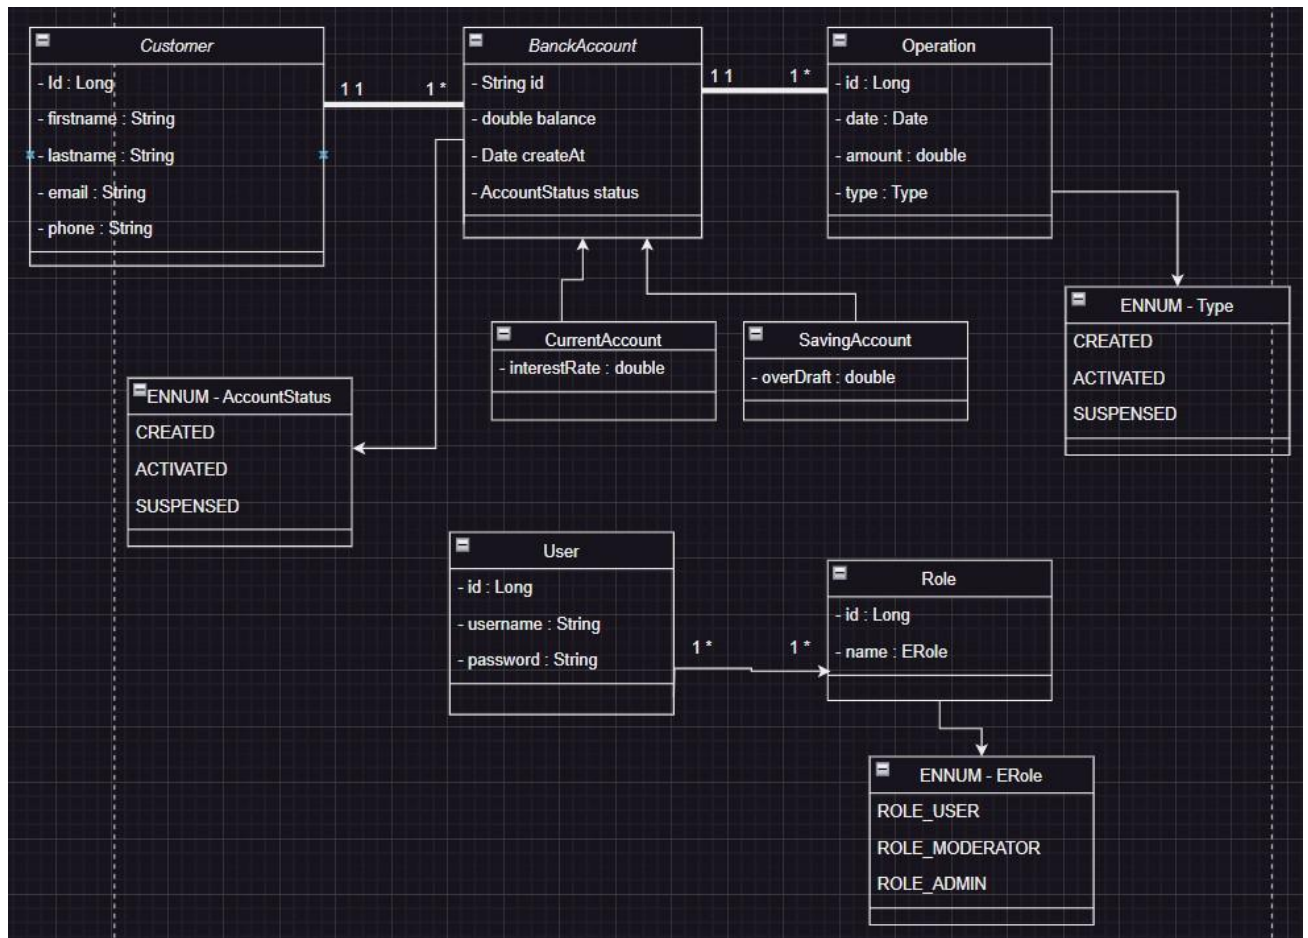 Customer
- Id : Long
- firstname : String
- lastname : String
- email : String
- phone : String
1 1
1 *
BanckAccount
- String id
- double balance
- Date createAt
- AccountStatus status
1 1
1 *
Operation
- id : Long
- date : Date
- amount : double
- type : Type
CurrentAccount
- interestRate : double
SavingAccount
- overDraft : double
ENNUM - Type
CREATED
ACTIVATED
SUSPENSED
ENNUM - AccountStatus
CREATED
ACTIVATED
SUSPENSED
User
- id : Long
- username : String
- password : String
1 *
1 *
Role
- id : Long
- name : ERole
ENNUM - ERole
ROLE_USER
ROLE_MODERATOR
ROLE_ADMIN